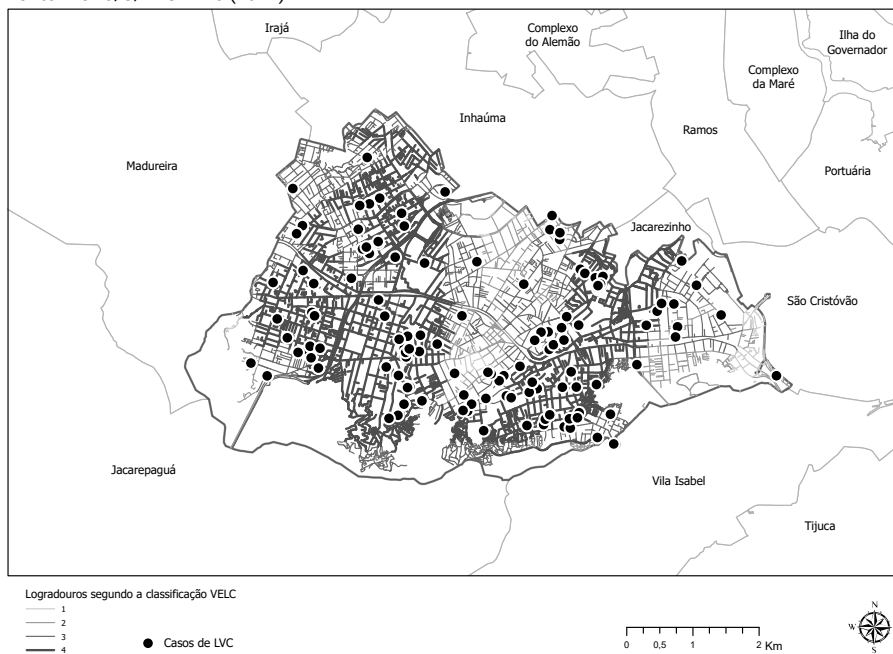 Irajá
Complexo
do Alemão
Ilha do
Governador
Complexo
da Maré
Inhaúma
Ramos
Madureira
Portuária
Jacarezinho
São Cristóvão
Jacarepaguá
Vila Isabel
Tijuca
Logradouros segundo a classificação VELC
1
2
3
4
Casos de LVC
0 0,5 1 2 Km
N
W E
S